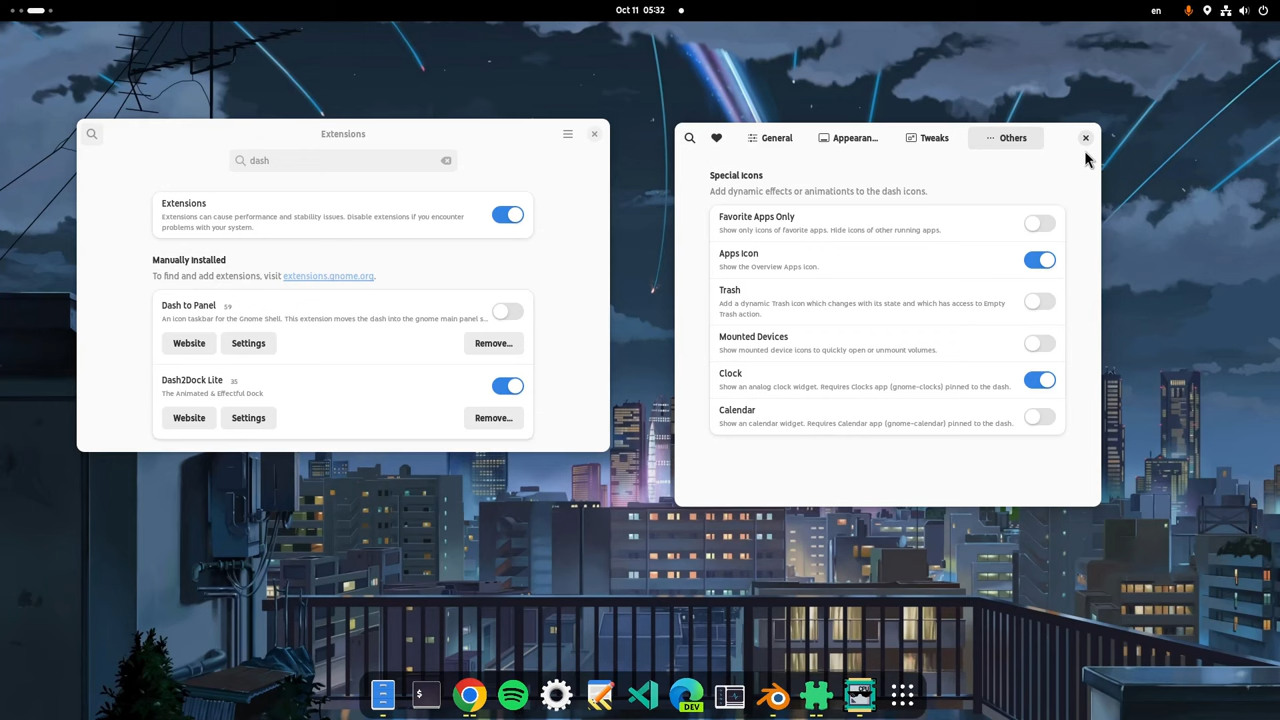 Oct 11 05:32
en
Extensions
dash
Extensions
Extensions can cause performance and stability issues. Disable extensions if you encounter
problems with your system.
Manually Installed
To find and add extensions, visit extensions.gnome.org.
Dash to Panel 59
An icon taskbar for the Gnome Shell. This extension moves the dash into the gnome main panel s...
Website Settings Remove...
Dash2Dock Lite 35
The Animated & Effectful Dock
Website Settings Remove...
General Appearan... Tweaks Others
Special Icons
Add dynamic effects or animationts to the dash icons.
Favorite Apps Only
Show only icons of favorite apps. Hide icons of other running apps.
Apps Icon
Show the Overview Apps icon.
Trash
Add a dynamic Trash icon which changes with its state and which has access to Empty
Trash action.
Mounted Devices
Show mounted device icons to quickly open or unmount volumes.
Clock
Show an analog clock widget. Requires Clocks app (gnome-clocks) pinned to the dash.
Calendar
Show an calendar widget. Requires Calendar app (gnome-calendar) pinned to the dash.
$_
DEV
CPU